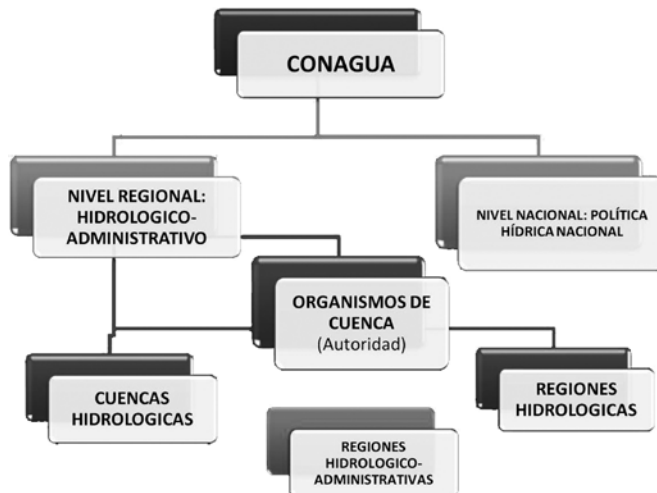 CONAGUA
NIVEL REGIONAL:
HIDROLOGICO-
ADMINISTRATIVO
NIVEL NACIONAL: POLÍTICA
HÍDRICA NACIONAL
ORGANISMOS DE
CUENCA
(Autoridad)
CUENCAS
HIDROLOGICAS
REGIONES
HIDROLOGICAS
REGIONES
HIDROLOGICO-
ADMINISTRATIVAS